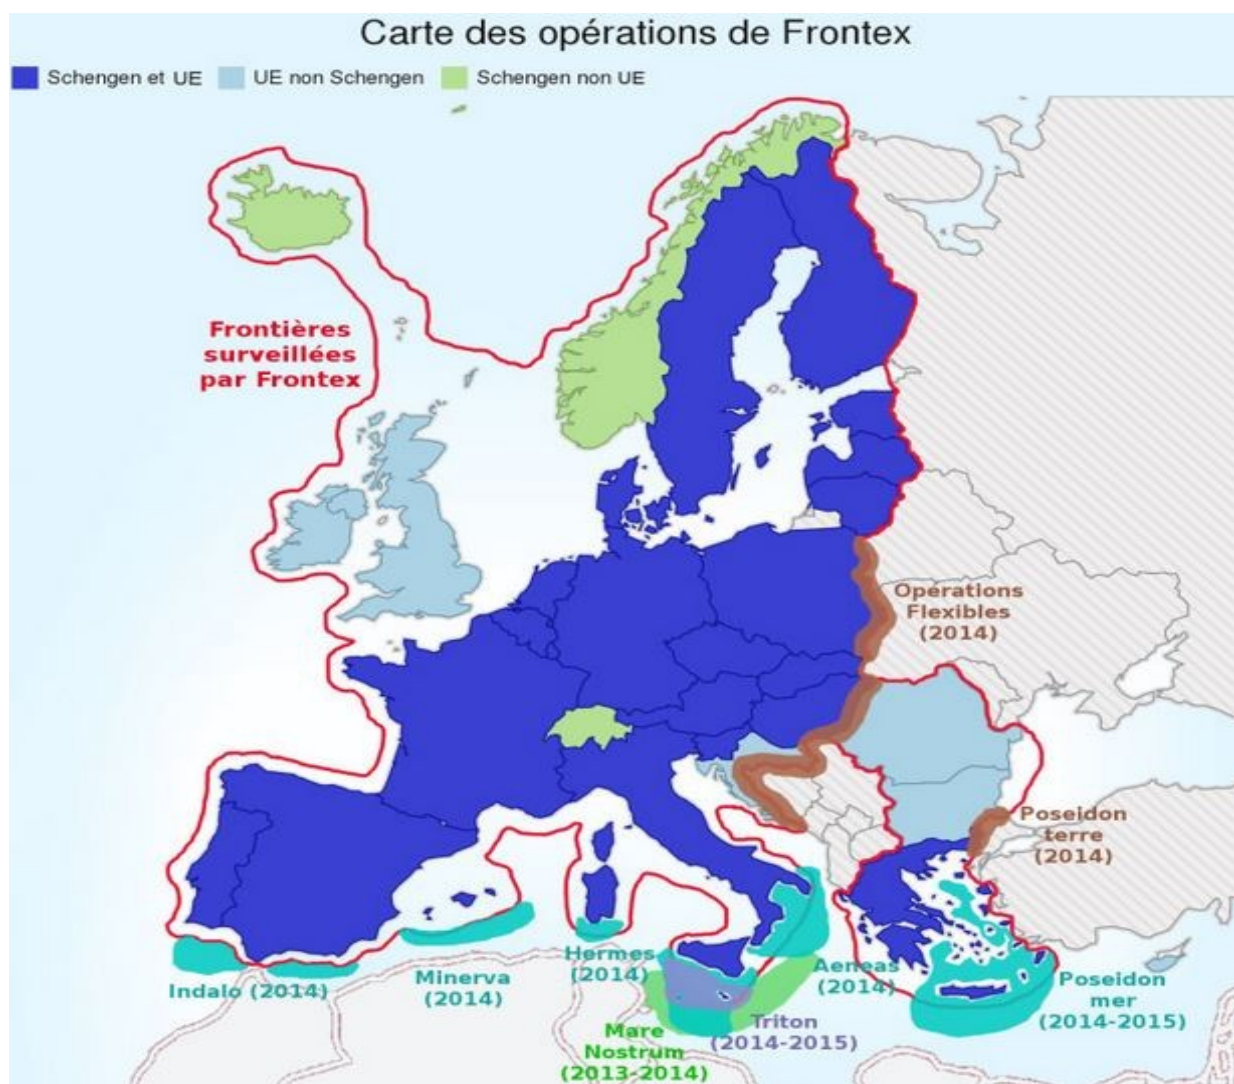 Carte des opérations de Frontex
Schengen et UE
UE non Schengen
Schengen non UE
Frontières
surveillées
par Frontex
Opérations
Flexibles
(2014)
Poseidon
terre
(2014)
Indalo (2014)
Minerva
(2014)
Hermes
(2014)
Mare
Nostrum
(2013-2014)
Triton
(2014-2015)
Aeneas
(2014)
Poseidon
mer
(2014-2015)